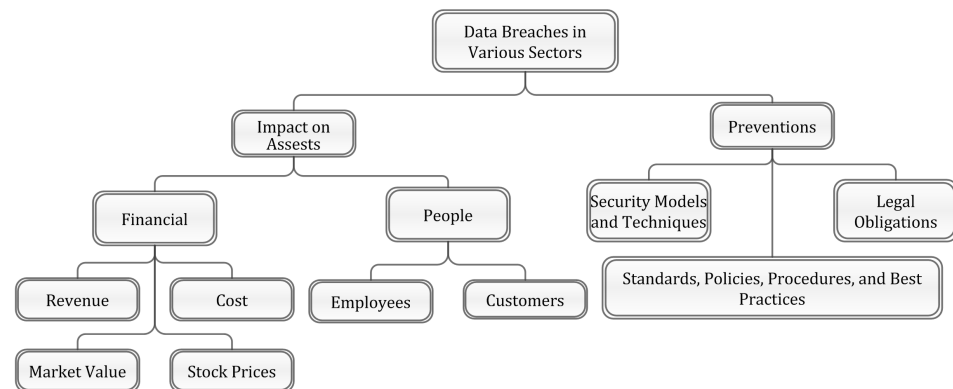 Data Breaches in
Various Sectors
Impact on
Assests
Preventions
Financial
People
Security Models
and Techniques
Legal
Obligations
Revenue
Cost
Employees
Customers
Standards, Policies, Procedures, and Best
Practices
Market Value
Stock Prices